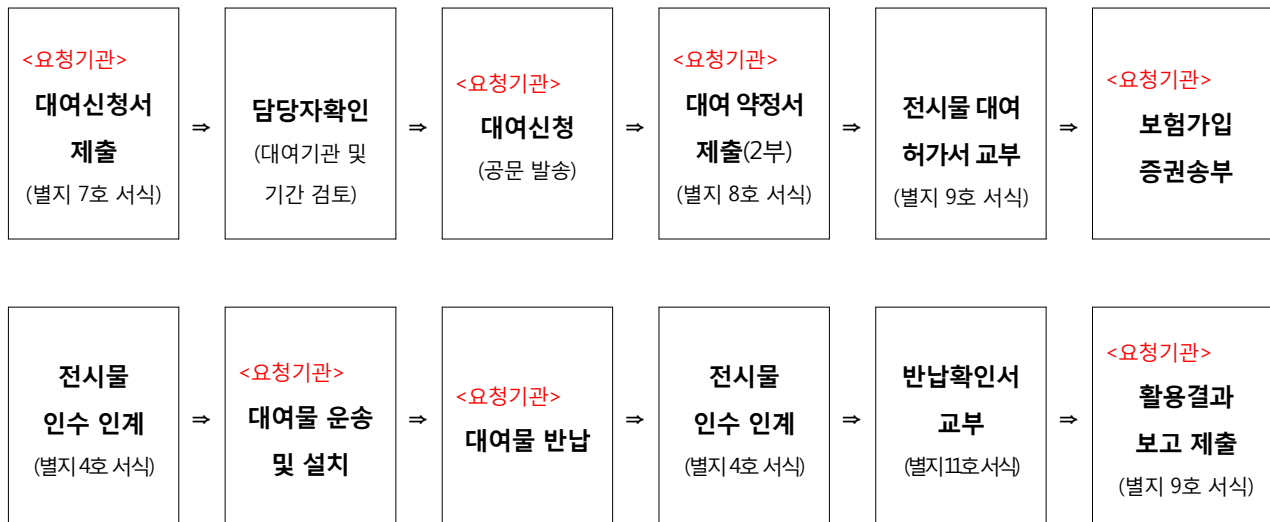 <요청기관>
대여신청서
제출
(별지 7호 서식)
⇒
담당자확인
(대여기관 및
기간 검토)
⇒
<요청기관>
대여신청
(공문 발송)
⇒
<요청기관>
대여 약정서
제출(2부)
(별지 8호 서식)
⇒
전시물 대여
허가서 교부
(별지 9호 서식)
⇒
<요청기관>
보험가입
증권송부
전시물
인수 인계
(별지4호 서식)
⇒
<요청기관>
대여물 운송
및 설치
⇒
<요청기관>
대여물 반납
⇒
전시물
인수 인계
(별지4호 서식)
⇒
반납확인서
교부
(별지11호서식)
⇒
<요청기관>
활용결과
보고 제출
(별지 9호 서식)